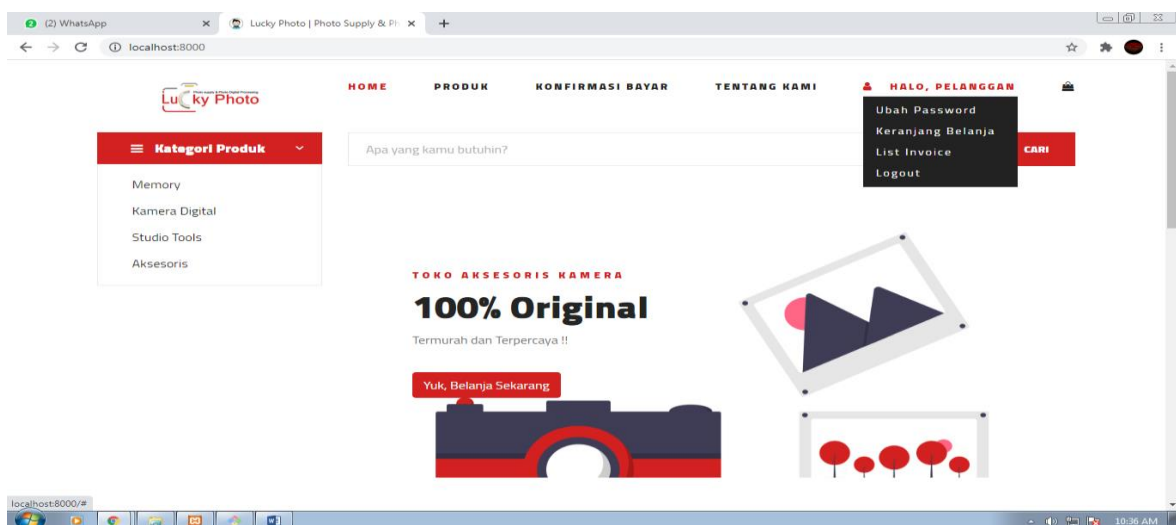 (2) WhatsApp
Lucky Photo | Photo Supply & Ph
localhost:8000
Lucky Photo
HOME
PRODUK
KONFIRMASI BAYAR
TENTANG KAMI
HALO, PELANGGAN
Ubah Password
Keranjang Belanja
List Invoice
Logout
Kategori Produk
Apa yang kamu butuhin?
CARI
Memory
Kamera Digital
Studio Tools
Aksesoris
TOKO AKSESORIS KAMERA
100% Original
Termurah dan Terpercaya !!
Yuk, Belanja Sekarang
localhost:8000/#
10:36 AM